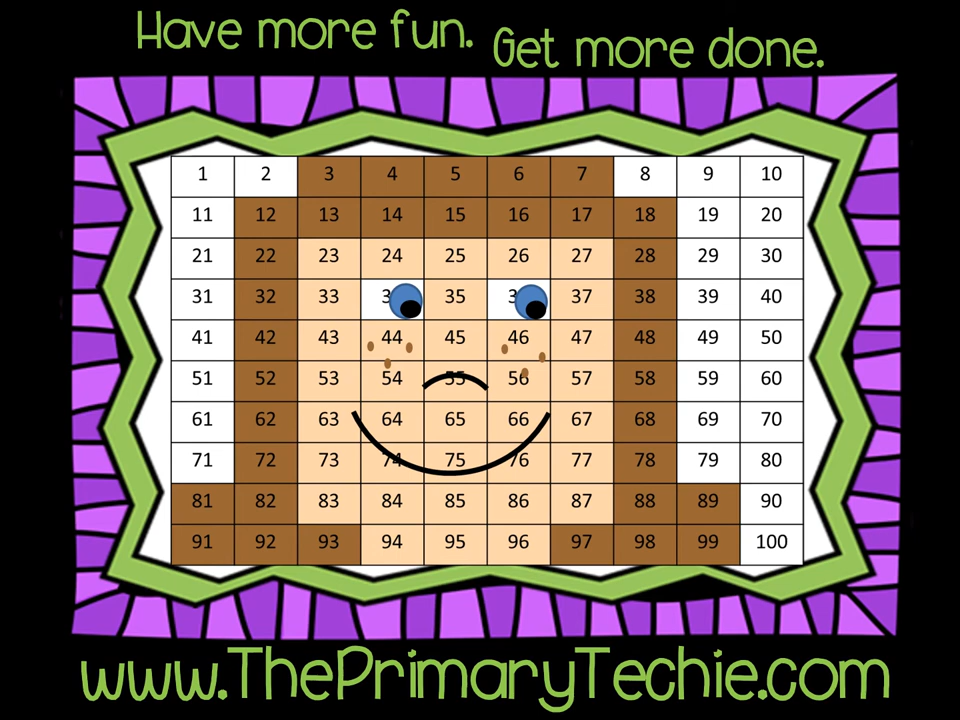 Have more fun. Get more done.
1 2 3 4 5 6 7 8 9 10
11 12 13 14 15 16 17 18 19 20
21 22 23 24 25 26 27 28 29 30
31 32 33 35 37 38 39 40
41 42 43 44 45 46 47 48 49 50
51 52 53 54 55 56 57 58 59 60
61 62 63 64 65 66 67 68 69 70
71 72 73 74 75 76 77 78 79 80
81 82 83 84 85 86 87 88 89 90
91 92 93 94 95 96 97 98 99 100
www.ThePrimaryTechie.com